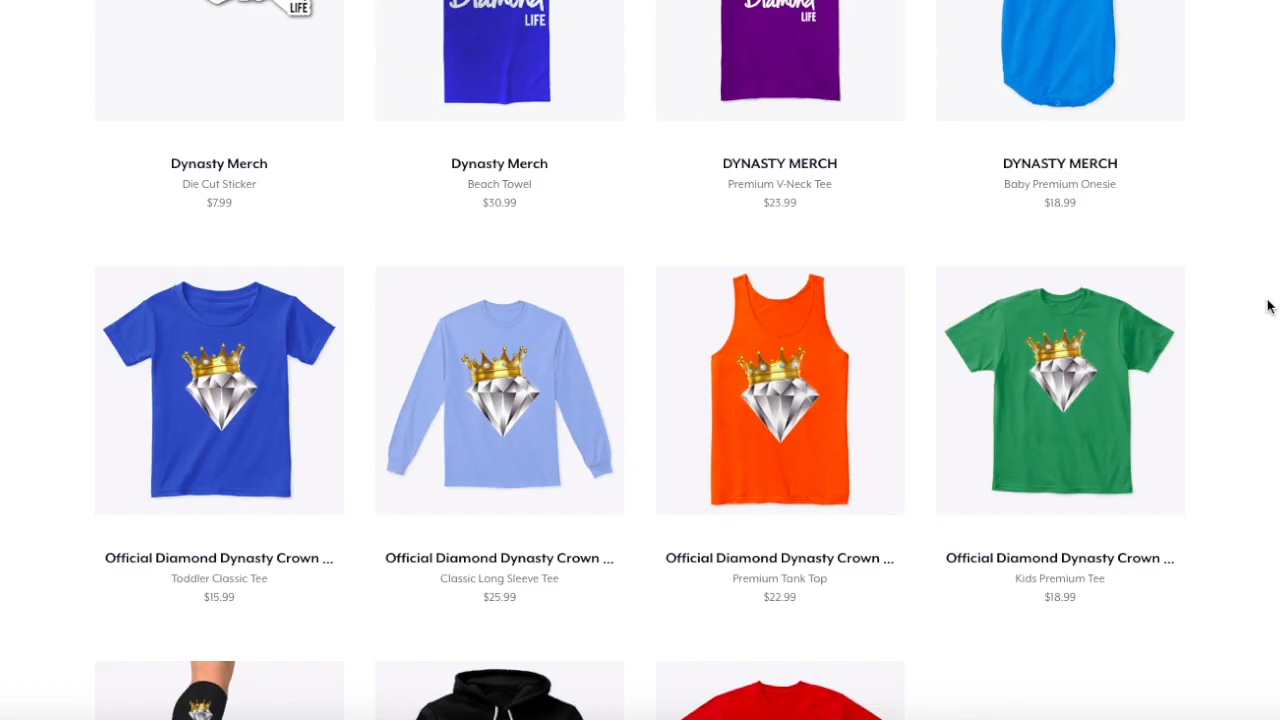 LIFE
Diamond
LIFE
Diamond
LIFE
Dynasty Merch
Die Cut Sticker
$7.99
Dynasty Merch
Beach Towel
$30.99
DYNASTY MERCH
Premium V-Neck Tee
$23.99
DYNASTY MERCH
Baby Premium Onesie
$18.99
Official Diamond Dynasty Crown ...
Toddler Classic Tee
$15.99
Official Diamond Dynasty Crown ...
Classic Long Sleeve Tee
$25.99
Official Diamond Dynasty Crown ...
Premium Tank Top
$22.99
Official Diamond Dynasty Crown ...
Kids Premium Tee
$18.99